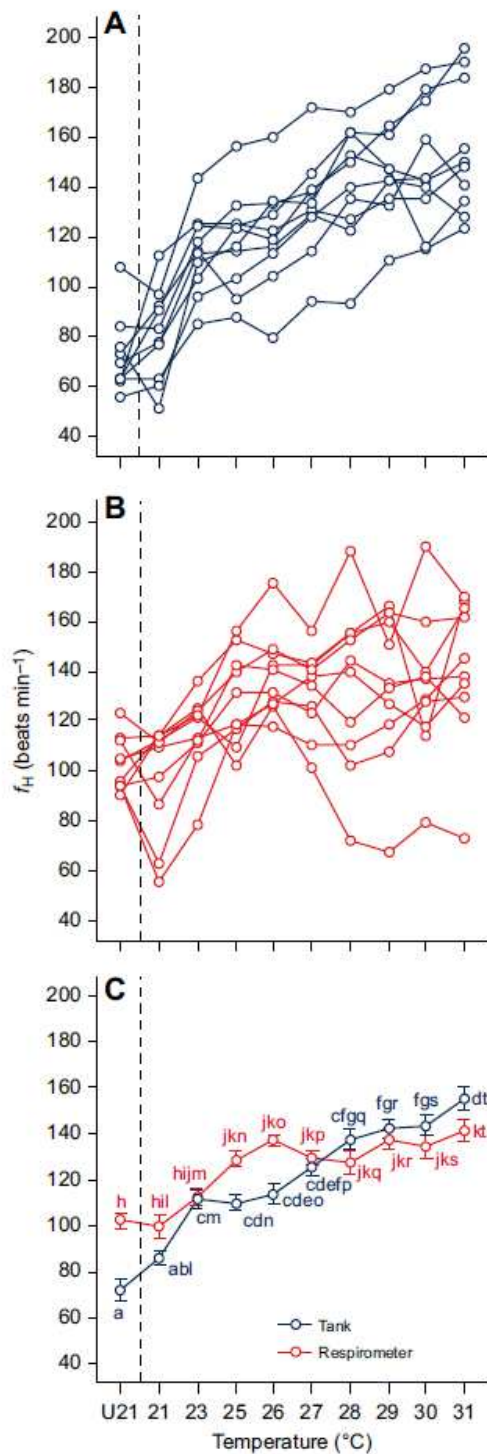 A
200
180
160
140
120
100
80
60
40
B
200
180
160
140
120
100
80
60
40
fH (beats min−1)
C
200
180
160
140
120
100
80
60
40
h
hil
hijm
jkn
jko
jkp
jkq
jkr
jks
kt
a
abl
cm
cdn
cdeo
cdefp
cfgq
fgr
fgs
dt
Tank
Respirometer
U21 21 23 25 26 27 28 29 30 31
Temperature (°C)